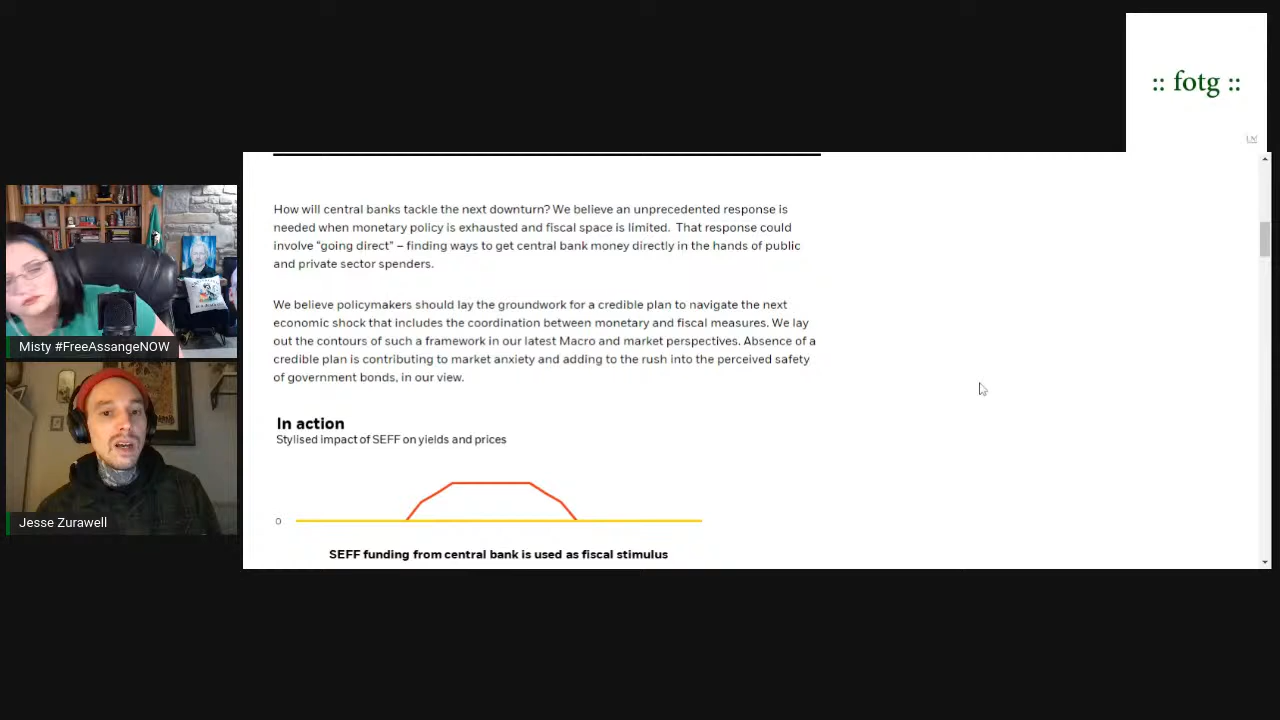 :: fotg ::
How will central banks tackle the next downturn? We believe an unprecedented response is
needed when monetary policy is exhausted and fiscal space is limited. That response could
involve "going direct" – finding ways to get central bank money directly in the hands of public
and private sector spenders.
We believe policymakers should lay the groundwork for a credible plan to navigate the next
economic shock that includes the coordination between monetary and fiscal measures. We lay
out the contours of such a framework in our latest Macro and market perspectives. Absence of a
credible plan is contributing to market anxiety and adding to the rush into the perceived safety
of government bonds, in our view.
In action
Stylised impact of SEFF on yields and prices
0
SEFF funding from central bank is used as fiscal stimulus
Misty #FreeAssangeNOW
Jesse Zurawell